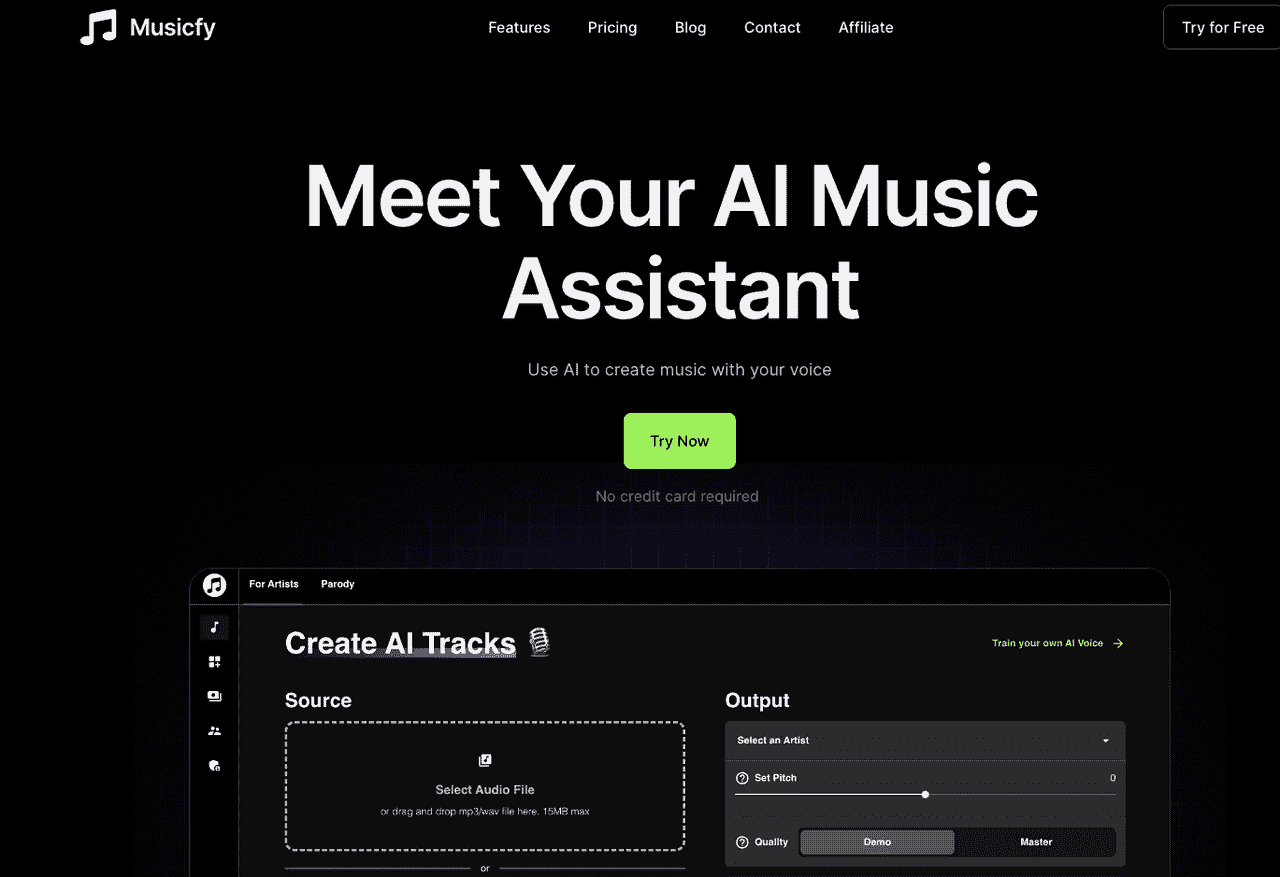 Musicfy
Features
Pricing
Blog
Contact
Affiliate
Try for Free
Meet Your AI Music
Assistant
Use AI to create music with your voice
Try Now
No credit card required
For Artists
Parody
Create AI Tracks
Train your own AI Voice
Source
Select Audio File
or drag and drop mp3/wav file here. 15MB max
or
Output
Select an Artist
Set Pitch
0
Quality
Demo
Master